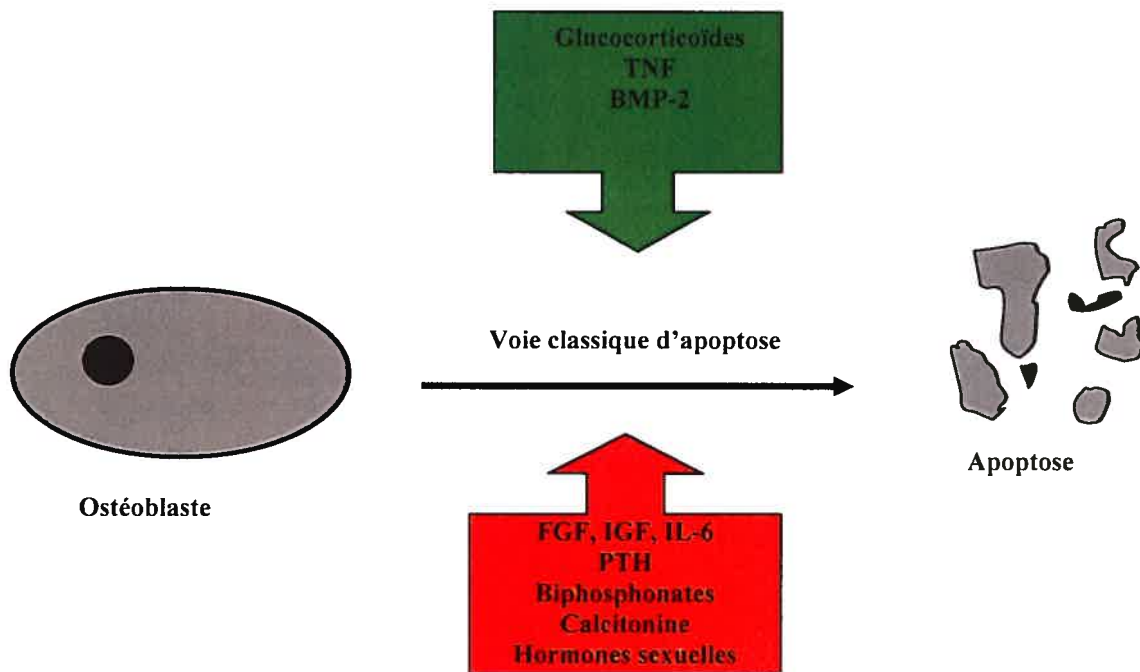 Glucocorticoïdes
TNF
BMP-2
Voie classique d'apoptose
Ostéoblaste
Apoptose
FGF, IGF, IL-6
PTH
Biphosphonates
Calcitonine
Hormones sexuelles